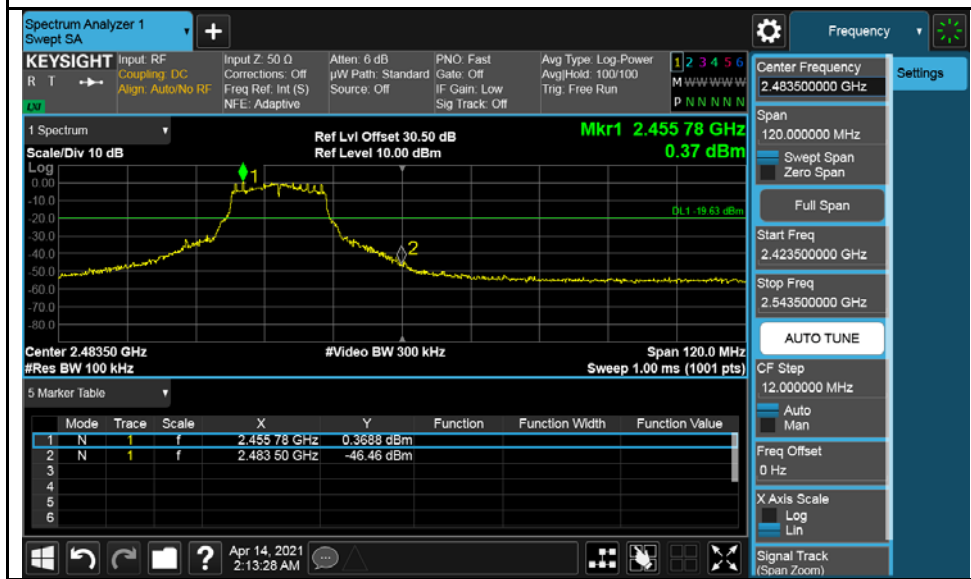 Spectrum Analyzer 1
Swept SA
+
Frequency
KEYSIGHT
R T
LXI
Input: RF
Coupling: DC
Align: Auto/No RF
Input Z: 50 Ω
Corrections: Off
Freq Ref: Int (S)
NFE: Adaptive
Atten: 6 dB
µW Path: Standard
Source: Off
PNO: Fast
Gate: Off
IF Gain: Low
Sig Track: Off
Avg Type: Log-Power
Avg|Hold: 100/100
Trig: Free Run
1 2 3 4 5 6
M W W W W W
P N N N N N
1 Spectrum
Scale/Div 10 dB
Ref Lvl Offset 30.50 dB
Ref Level 10.00 dBm
Mkr1 2.455 78 GHz
0.37 dBm
Log
0.00
-10.0
-20.0
-30.0
-40.0
-50.0
-60.0
-70.0
-80.0
1
2
DL1 -19.63 dBm
Center 2.48350 GHz
#Res BW 100 kHz
#Video BW 300 kHz
Span 120.0 MHz
Sweep 1.00 ms (1001 pts)
5 Marker Table
Mode Trace Scale X Y Function Function Width Function Value
1 N 1 f 2.455 78 GHz 0.3688 dBm
2 N 1 f 2.483 50 GHz -46.46 dBm
3
4
5
6
Apr 14, 2021
2:13:28 AM
?
Center Frequency
2.483500000 GHz
Settings
Span
120.000000 MHz
Swept Span
Zero Span
Full Span
Start Freq
2.423500000 GHz
Stop Freq
2.543500000 GHz
AUTO TUNE
CF Step
12.000000 MHz
Auto
Man
Freq Offset
0 Hz
X Axis Scale
Log
Lin
Signal Track
(Span Zoom)